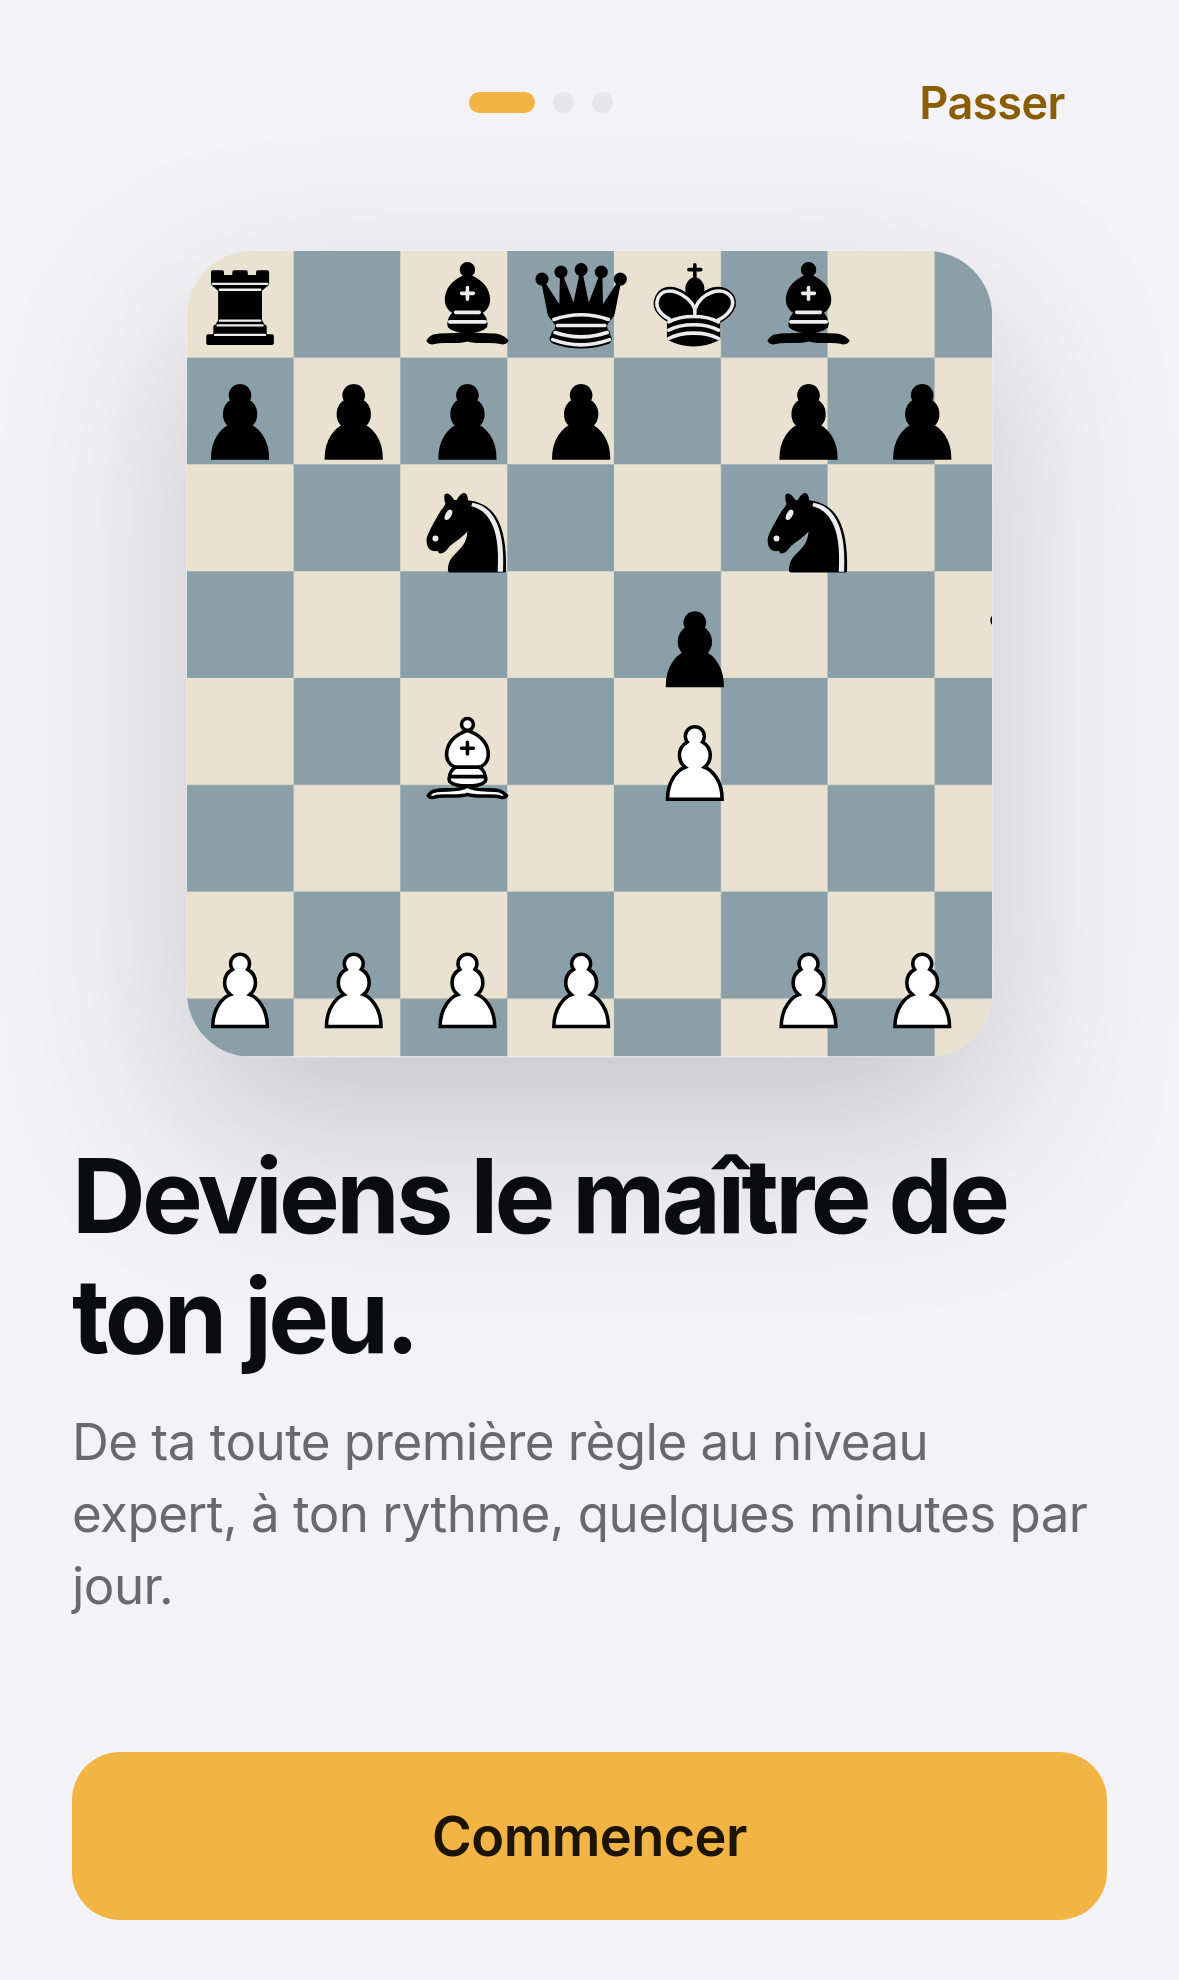 Passer
Deviens le maître de
ton jeu.
De ta toute première règle au niveau
expert, à ton rythme, quelques minutes par
jour.
Commencer